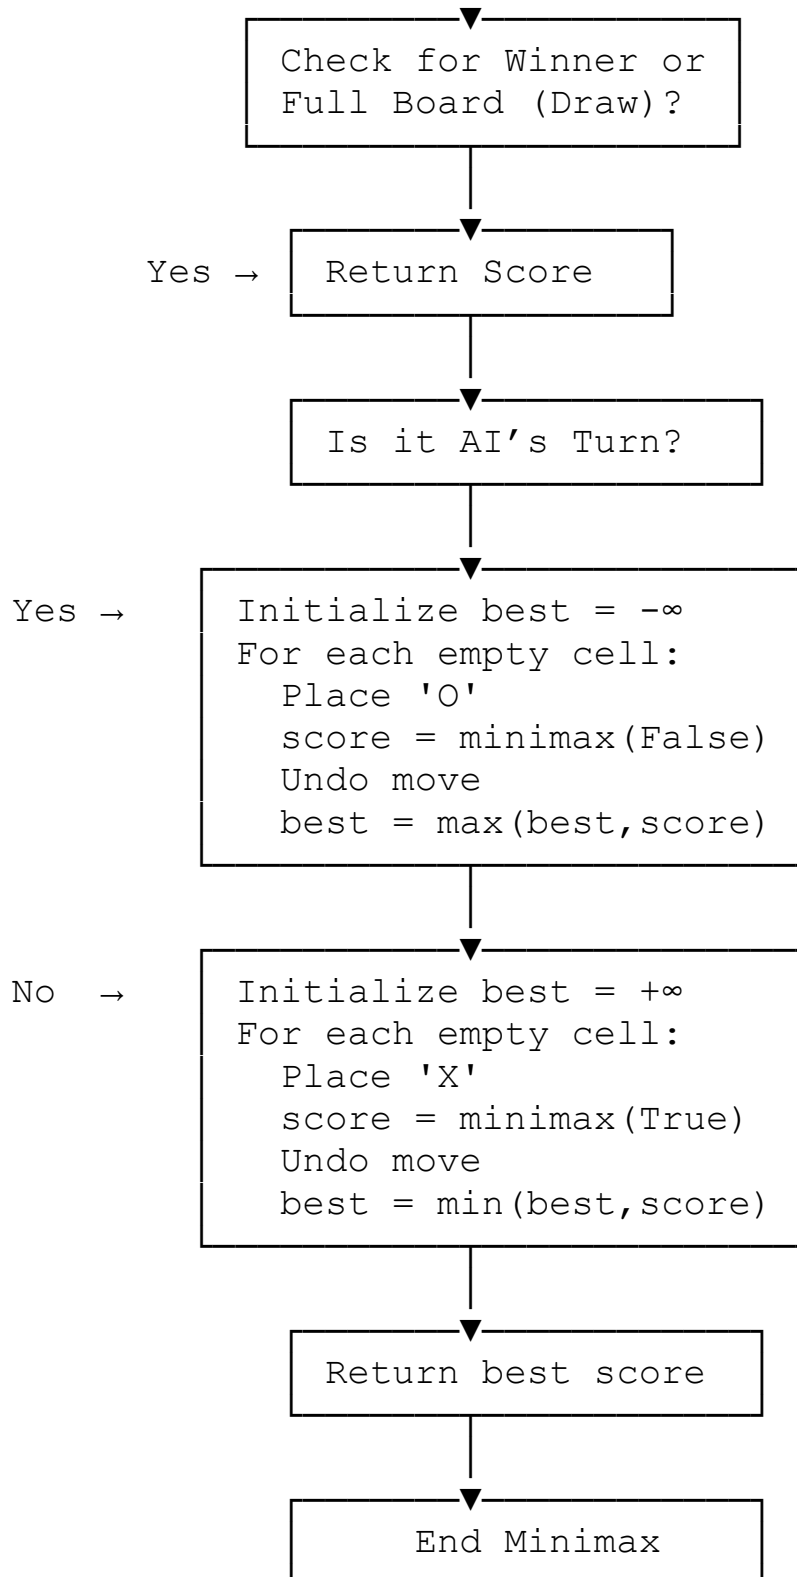 Check for Winner or
Full Board (Draw)?
Yes → Return Score
Is it AI’s Turn?
Yes → Initialize best = -∞
For each empty cell:
Place 'O'
score = minimax(False)
Undo move
best = max(best,score)
No → Initialize best = +∞
For each empty cell:
Place 'X'
score = minimax(True)
Undo move
best = min(best,score)
Return best score
End Minimax